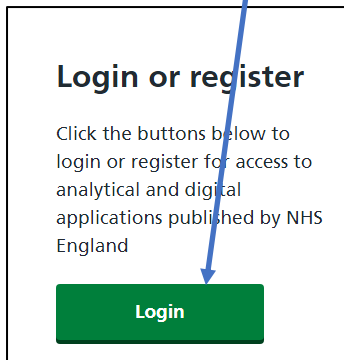 Login or register
Click the buttons below to
login or register for access to
analytical and digital
applications published by NHS
England
Login